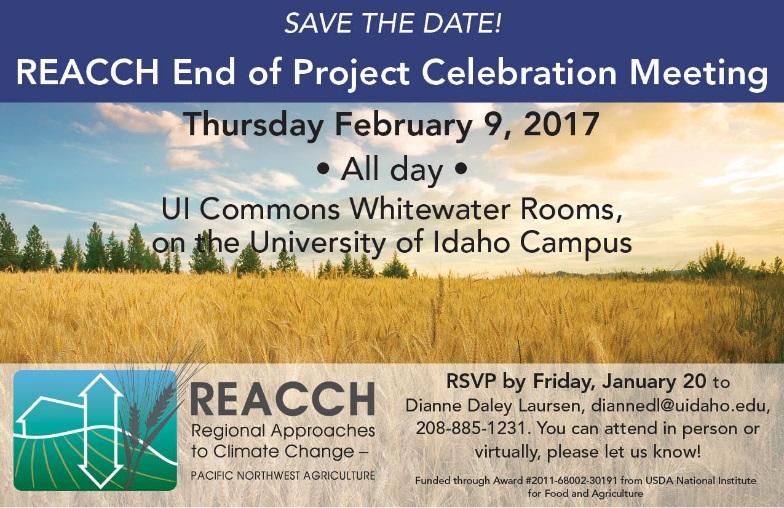 SAVE THE DATE!
REACCH End of Project Celebration Meeting
Thursday February 9, 2017
• All day •
UI Commons Whitewater Rooms,
on the University of Idaho Campus
REACCH
Regional Approaches
to Climate Change –
PACIFIC NORTHWEST AGRICULTURE
RSVP by Friday, January 20 to
Dianne Daley Laursen, diannedl@uidaho.edu,
208-885-1231. You can attend in person or
virtually, please let us know!
Funded through Award #2011-68002-30191 from USDA National Institute
for Food and Agriculture